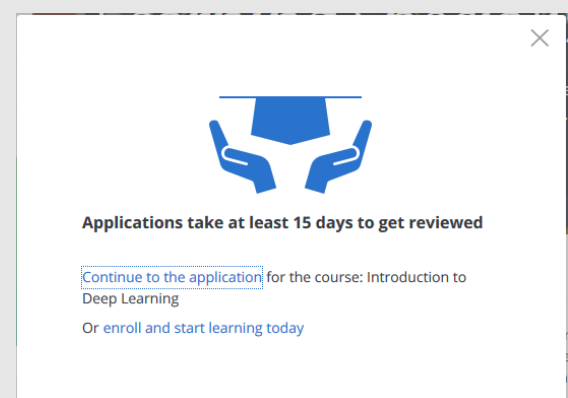 Applications take at least 15 days to get reviewed
Continue to the application for the course: Introduction to
Deep Learning
Or enroll and start learning today